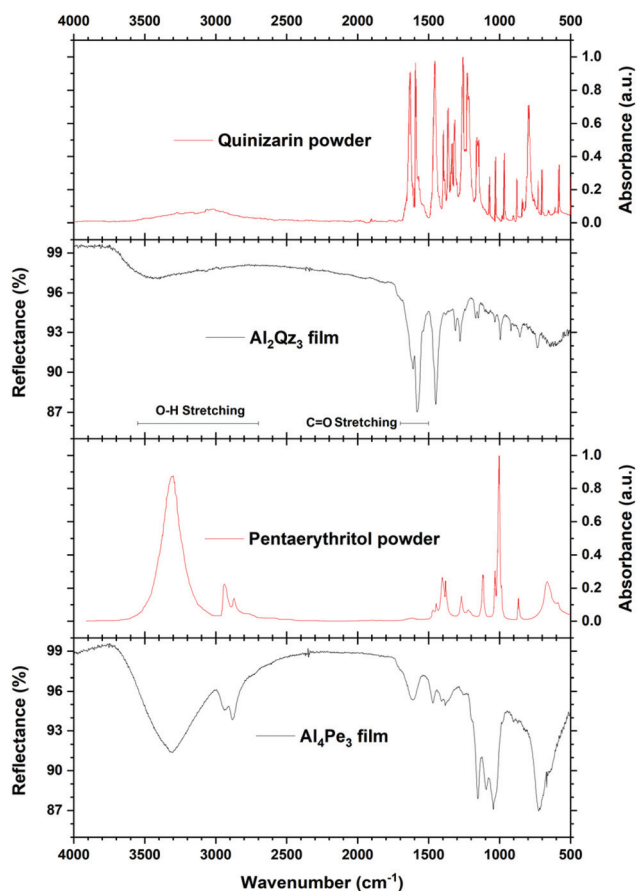 4000 3500 3000 2500 2000 1500 1000 500
Quinizarin powder
1.0
0.8
0.6
0.4
0.2
0.0
Absorbance (a.u.)
99
96
93
90
87
Reflectance (%)
Al₂Qz₃ film
O-H Stretching
C=O Stretching
1.0
0.8
0.6
0.4
0.2
0.0
Absorbance (a.u.)
Pentaerythritol powder
99
96
93
90
87
Reflectance (%)
Al₄Pe₃ film
4000 3500 3000 2500 2000 1500 1000 500
Wavenumber (cm⁻¹)